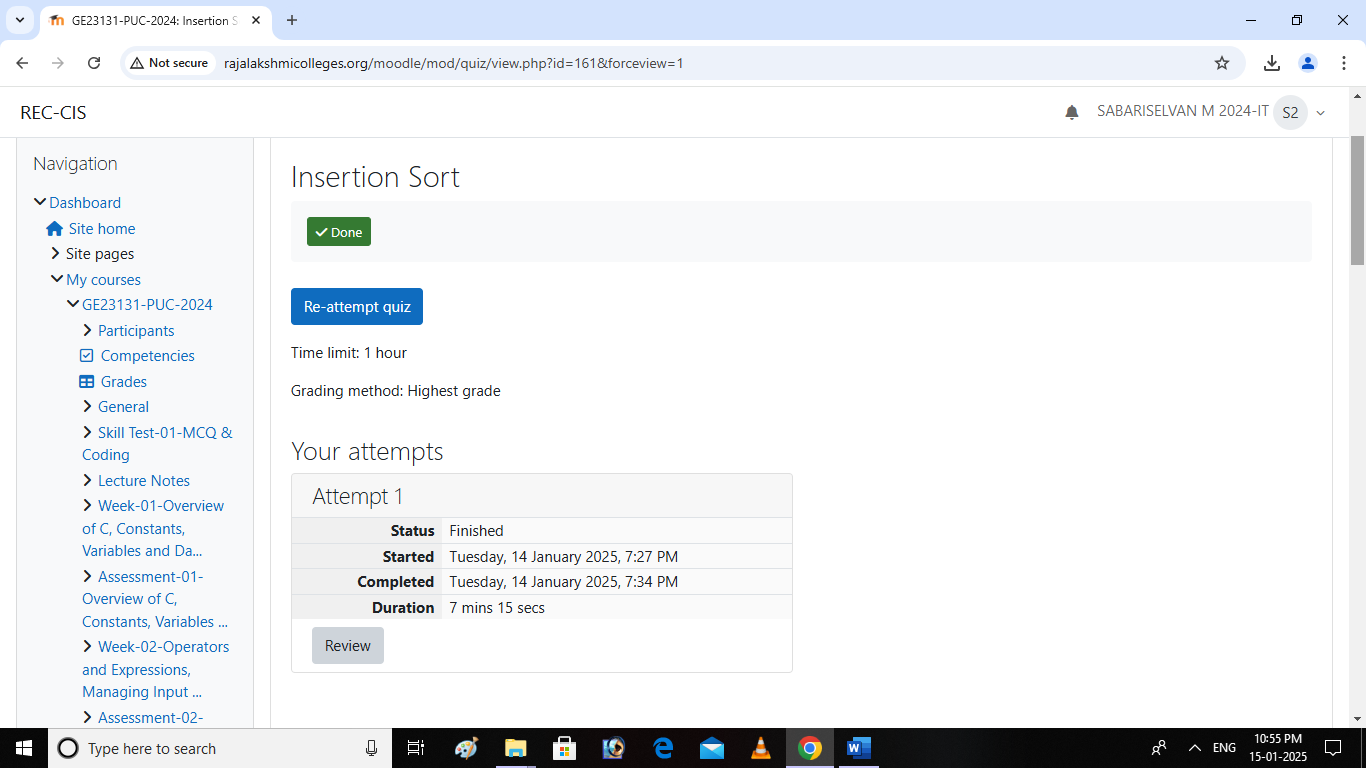 GE23131-PUC-2024: Insertion S
Not secure
rajalakshmicolleges.org/moodle/mod/quiz/view.php?id=161&forceview=1
REC-CIS
SABARISELVAN M 2024-IT
S2
Navigation
Dashboard
Site home
Site pages
My courses
GE23131-PUC-2024
Participants
Competencies
Grades
General
Skill Test-01-MCQ &
Coding
Lecture Notes
Week-01-Overview
of C, Constants,
Variables and Da...
Assessment-01-
Overview of C,
Constants, Variables ...
Week-02-Operators
and Expressions,
Managing Input ...
Assessment-02-
Insertion Sort
Done
Re-attempt quiz
Time limit: 1 hour
Grading method: Highest grade
Your attempts
Attempt 1
Status Finished
Started Tuesday, 14 January 2025, 7:27 PM
Completed Tuesday, 14 January 2025, 7:34 PM
Duration 7 mins 15 secs
Review
Type here to search
ENG
10:55 PM
15-01-2025